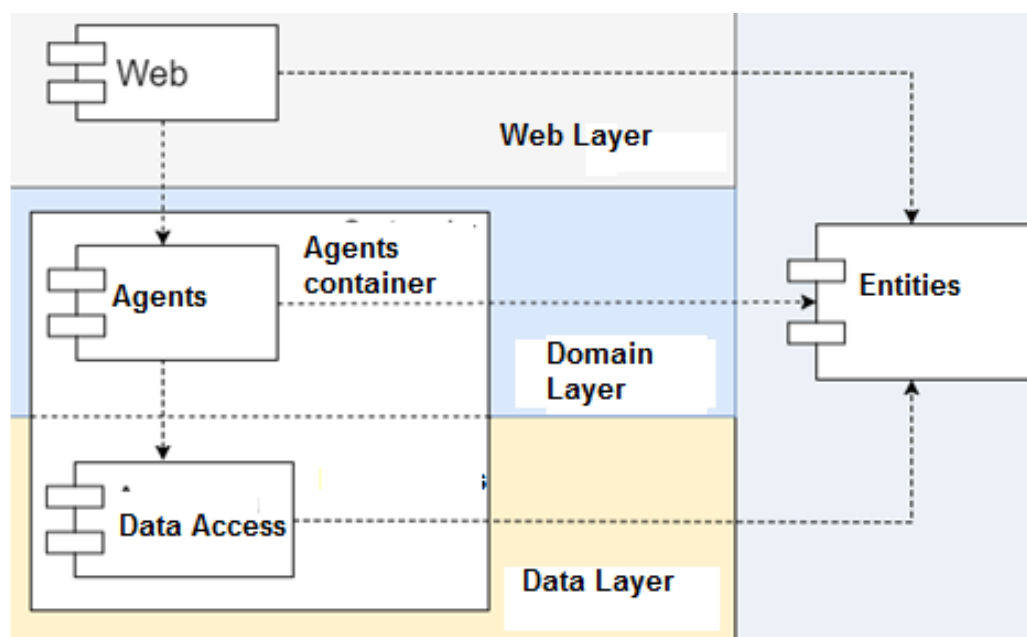 Web
Web Layer
Agents
container
Agents
Entities
Domain
Layer
Data Access
Data Layer